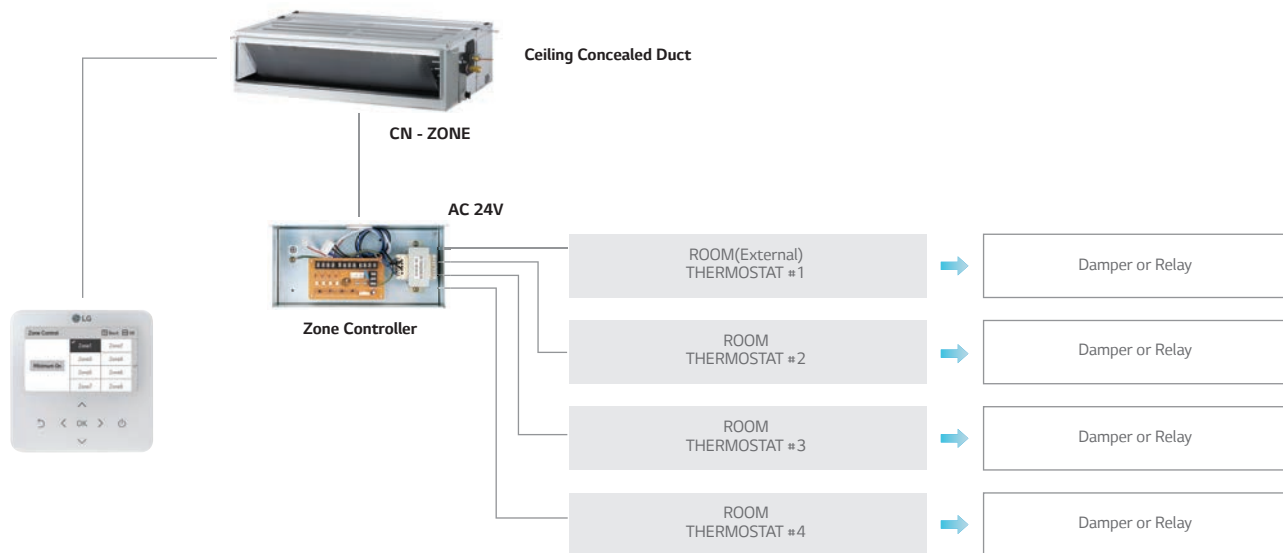 Ceiling Concealed Duct
CN - ZONE
AC 24V
Zone Controller
LG
Zone Control
Back
OK
Minimum On
Zone1
Zone2
Zone3
Zone4
Zone5
Zone6
Zone7
Zone8
OK
ROOM(External)
THERMOSTAT #1
Damper or Relay
ROOM
THERMOSTAT #2
Damper or Relay
ROOM
THERMOSTAT #3
Damper or Relay
ROOM
THERMOSTAT #4
Damper or Relay